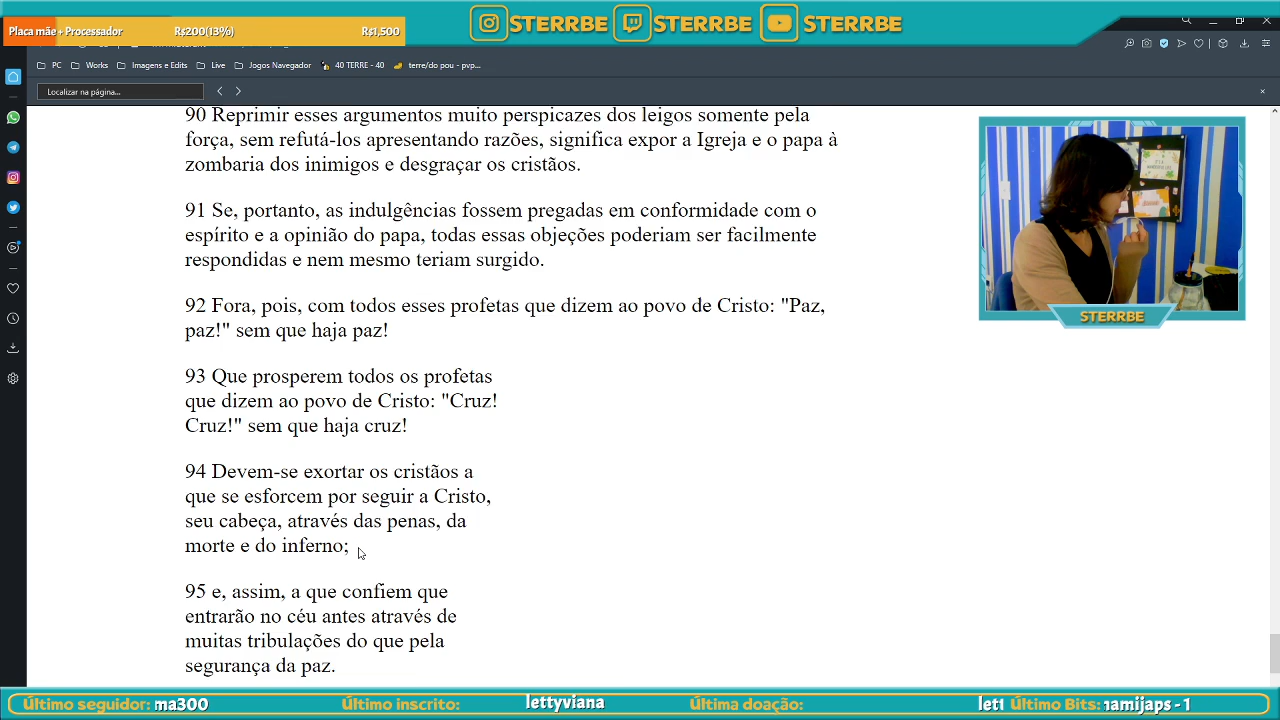 Placa mãe + Processador R$200(13%) R$1,500
STERRBE STERRBE STERRBE
PC Works Imagens e Edits Live Jogos Navegador 40 TERRE - 40 terre/do pou - pvp...
Localizar na página...
90 Reprimir esses argumentos muito perspicazes dos leigos somente pela
força, sem refutá-los apresentando razões, significa expor a Igreja e o papa à
zombaria dos inimigos e desgraçar os cristãos.
91 Se, portanto, as indulgências fossem pregadas em conformidade com o
espírito e a opinião do papa, todas essas objeções poderiam ser facilmente
respondidas e nem mesmo teriam surgido.
92 Fora, pois, com todos esses profetas que dizem ao povo de Cristo: "Paz,
paz!" sem que haja paz!
93 Que prosperem todos os profetas
que dizem ao povo de Cristo: "Cruz!
Cruz!" sem que haja cruz!
94 Devem-se exortar os cristãos a
que se esforcem por seguir a Cristo,
seu cabeça, através das penas, da
morte e do inferno;
95 e, assim, a que confiem que
entrarão no céu antes através de
muitas tribulações do que pela
segurança da paz.
STERRBE
Último seguidor: ma300 Último inscrito: lettyviana Última doação: let1 Último Bits: namijaps - 1